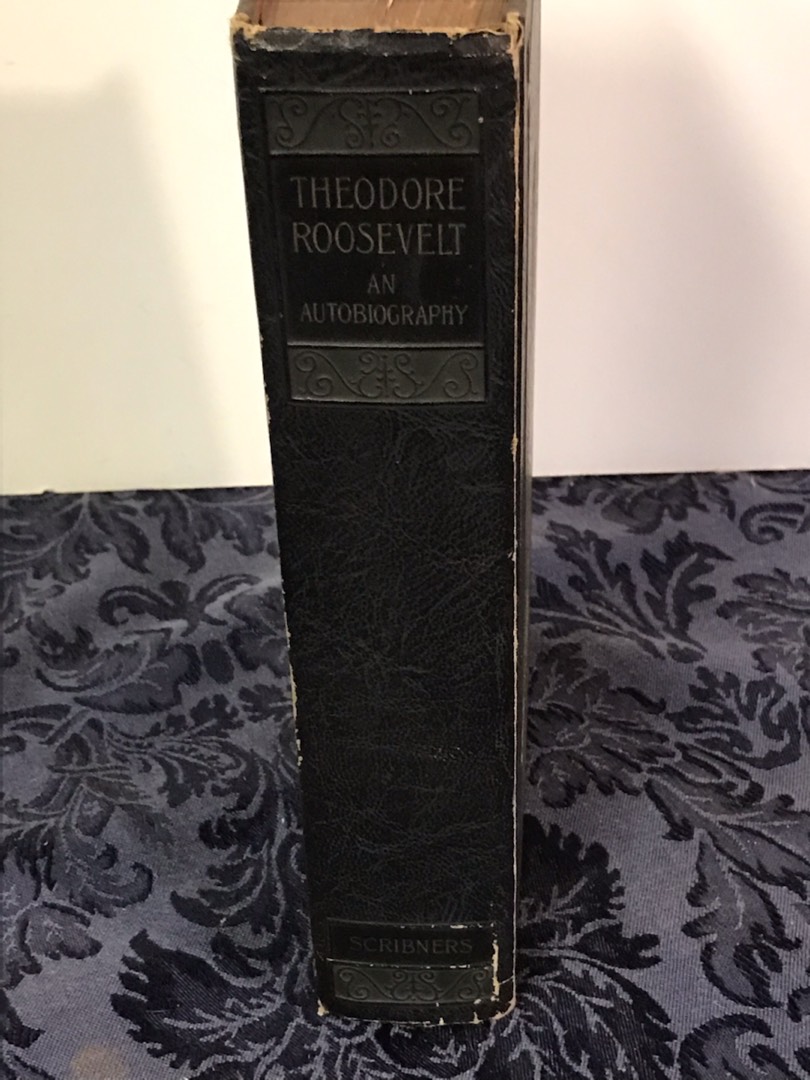 THEODORE
ROOSEVELT
AN
AUTOBIOGRAPHY
SCRIBNERS